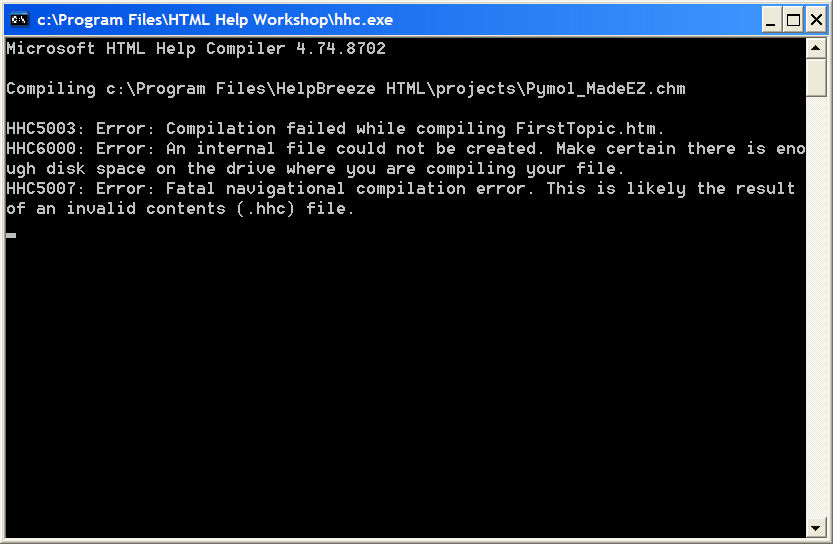 c:\Program Files\HTML Help Workshop\hhc.exe
Microsoft HTML Help Compiler 4.74.8702
Compiling c:\Program Files\HelpBreeze HTML\projects\Pymol_MadeEZ.chm
HHC5003: Error: Compilation failed while compiling FirstTopic.htm.
HHC6000: Error: An internal file could not be created. Make certain there is eno
ugh disk space on the drive where you are compiling your file.
HHC5007: Error: Fatal navigational compilation error. This is likely the result
of an invalid contents (.hhc) file.